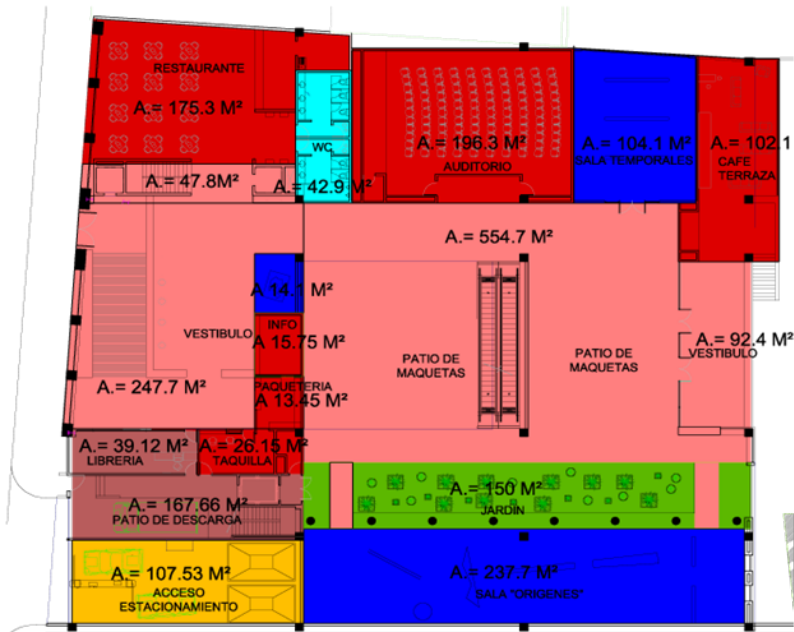 RESTAURANTE
A.= 175.3 M²
WC
A.= 47.8M²
A.= 42.9 M²
A.= 196.3 M²
AUDITORIO
A.= 104.1 M²
SALA TEMPORALES
A.= 102.1
CAFE
TERRAZA
A.= 554.7 M²
A 14.1 M²
INFO
A 15.75 M²
VESTIBULO
A.= 247.7 M²
PAQUETERIA
A.= 13.45 M²
PATIO DE
MAQUETAS
PATIO DE
MAQUETAS
A.= 92.4 M²
VESTIBULO
A.= 39.12 M²
LIBRERIA
A.= 26.15 M²
TAQUILLA
A.= 167.66 M²
PATIO DE DESCARGA
A.= 150 M²
JARDIN
A.= 107.53 M²
ACCESO
ESTACIONAMIENTO
A.= 237.7 M²
SALA "ORIGENES"